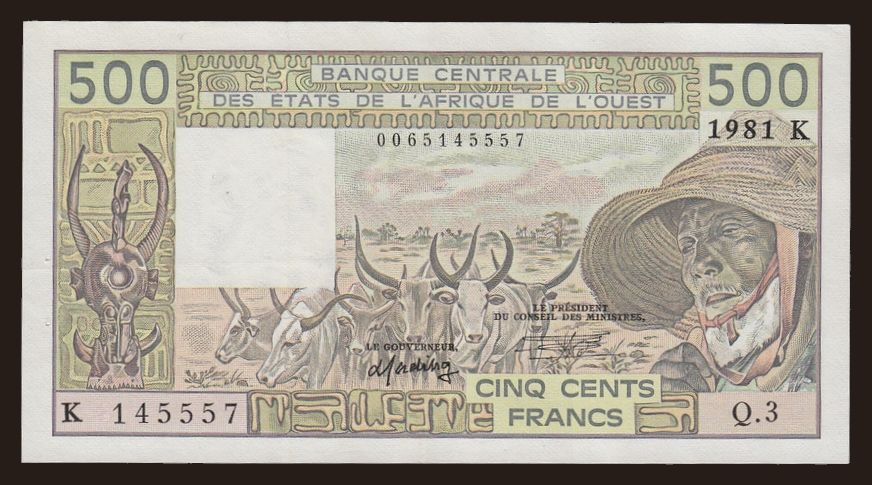 500
BANQUE CENTRALE
500
DES ÉTATS DE L'AFRIQUE DE L'OUEST
1981 K
0065145557
LE PRÉSIDENT
DU CONSEIL DES MINISTRES,
LE GOUVERNEUR,
CINQ CENTS
FRANCS
K 145557
Q.3